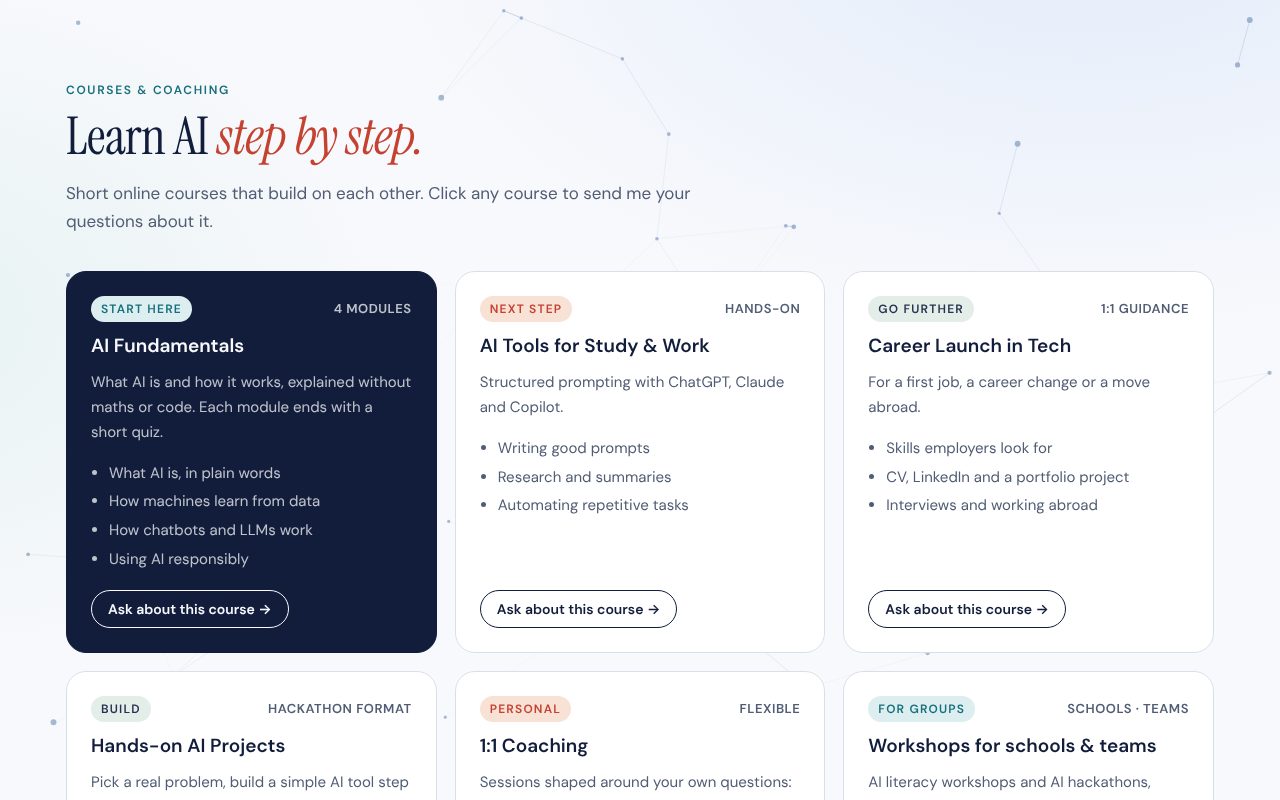 COURSES & COACHING
Learn AI step by step.
Short online courses that build on each other. Click any course to send me your
questions about it.
START HERE
4 MODULES
AI Fundamentals
What AI is and how it works, explained without
maths or code. Each module ends with a
short quiz.
• What AI is, in plain words
• How machines learn from data
• How chatbots and LLMs work
• Using AI responsibly
Ask about this course →
NEXT STEP
HANDS-ON
AI Tools for Study & Work
Structured prompting with ChatGPT, Claude
and Copilot.
• Writing good prompts
• Research and summaries
• Automating repetitive tasks
Ask about this course →
GO FURTHER
1:1 GUIDANCE
Career Launch in Tech
For a first job, a career change or a move
abroad.
• Skills employers look for
• CV, LinkedIn and a portfolio project
• Interviews and working abroad
Ask about this course →
BUILD
HACKATHON FORMAT
Hands-on AI Projects
Pick a real problem, build a simple AI tool step
PERSONAL
FLEXIBLE
1:1 Coaching
Sessions shaped around your own questions:
FOR GROUPS
SCHOOLS · TEAMS
Workshops for schools & teams
AI literacy workshops and AI hackathons,